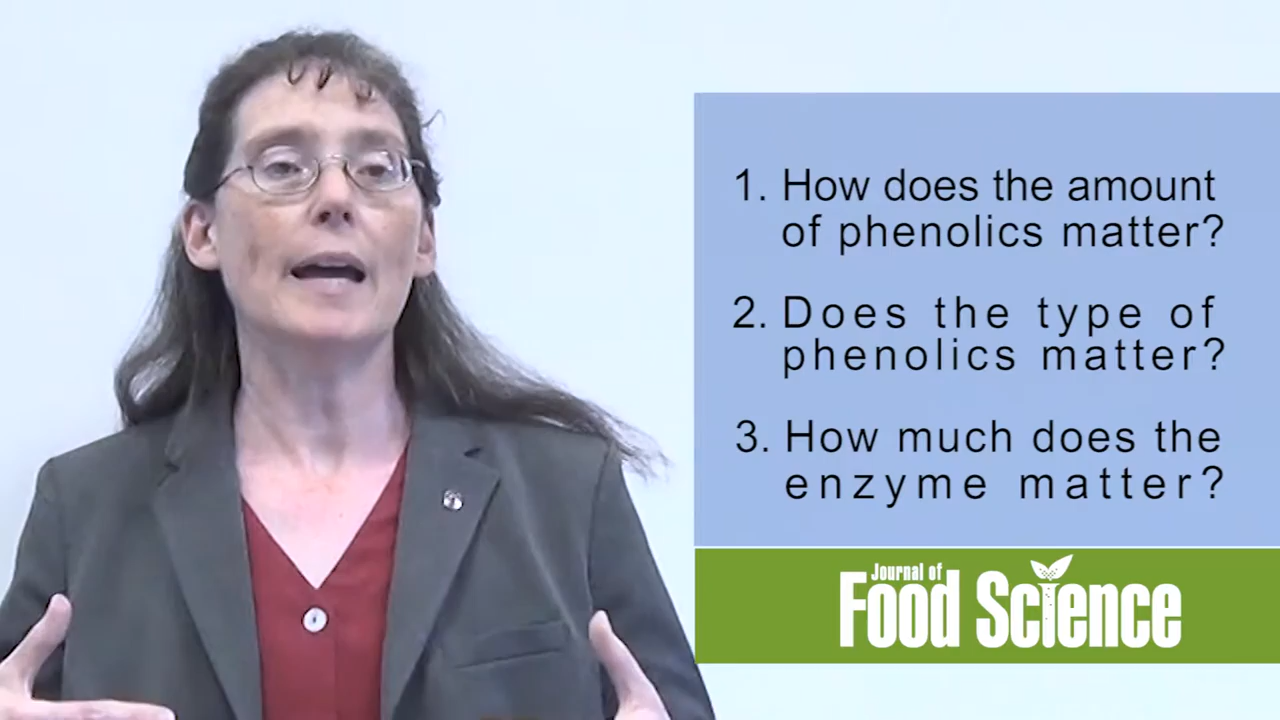 1. How does the amount
of phenolics matter?
2. Does the type of
phenolics matter?
3. How much does the
enzyme matter?
Journal of
Food Science